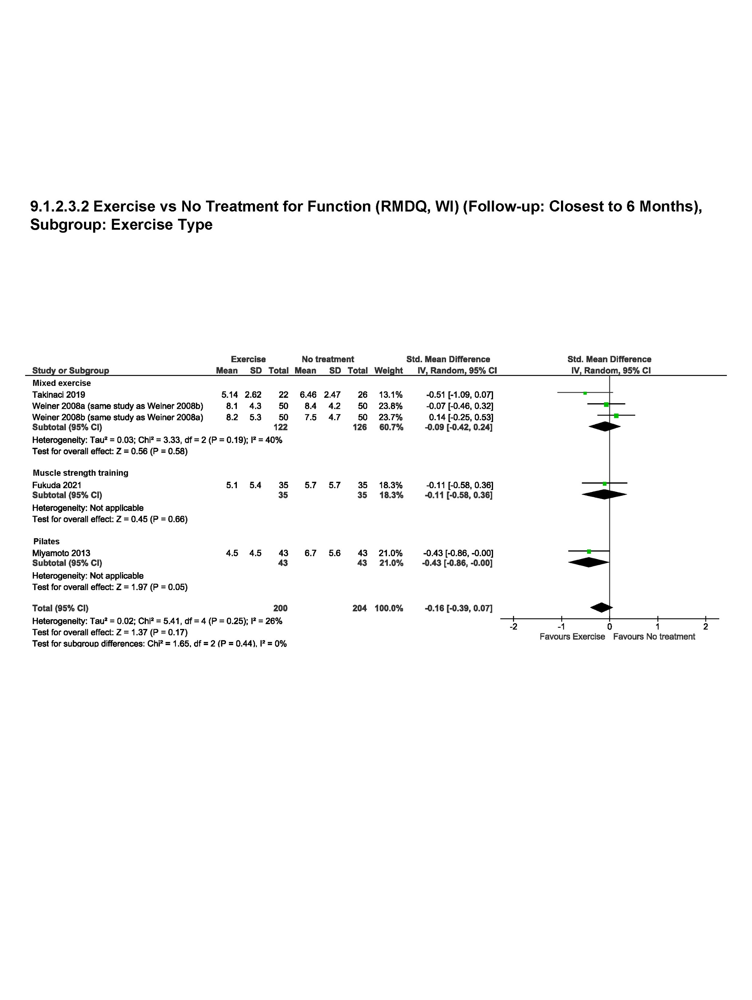 9.1.2.3.2 Exercise vs No Treatment for Function (RMDQ, WI) (Follow-up: Closest to 6 Months),
Subgroup: Exercise Type
Exercise No treatment Std. Mean Difference Std. Mean Difference
Study or Subgroup Mean SD Total Mean SD Total Weight IV, Random, 95% CI IV, Random, 95% CI
Mixed exercise
Takinaci 2019 5.14 2.62 22 6.46 2.47 26 13.1% -0.51 [-1.09, 0.07]
Weiner 2008a (same study as Weiner 2008b) 8.1 4.3 50 8.4 4.2 50 23.8% -0.07 [-0.46, 0.32]
Weiner 2008b (same study as Weiner 2008a) 8.2 5.3 50 7.5 4.7 50 23.7% 0.14 [-0.25, 0.53]
Subtotal (95% CI) 122 126 60.7% -0.09 [-0.42, 0.24]
Heterogeneity: Tau² = 0.03; Chi² = 3.33, df = 2 (P = 0.19); I² = 40%
Test for overall effect: Z = 0.56 (P = 0.58)
Muscle strength training
Fukuda 2021 5.1 5.4 35 5.7 5.7 35 18.3% -0.11 [-0.58, 0.36]
Subtotal (95% CI) 35 35 18.3% -0.11 [-0.58, 0.36]
Heterogeneity: Not applicable
Test for overall effect: Z = 0.45 (P = 0.66)
Pilates
Miyamoto 2013 4.5 4.5 43 6.7 5.6 43 21.0% -0.43 [-0.86, -0.00]
Subtotal (95% CI) 43 43 21.0% -0.43 [-0.86, -0.00]
Heterogeneity: Not applicable
Test for overall effect: Z = 1.97 (P = 0.05)
Total (95% CI) 200 204 100.0% -0.16 [-0.39, 0.07]
Heterogeneity: Tau² = 0.02; Chi² = 5.41, df = 4 (P = 0.25); I² = 26%
Test for overall effect: Z = 1.37 (P = 0.17)
Test for subgroup differences: Chi² = 1.65, df = 2 (P = 0.44), I² = 0%
-2 -1 0 1 2
Favours Exercise Favours No treatment